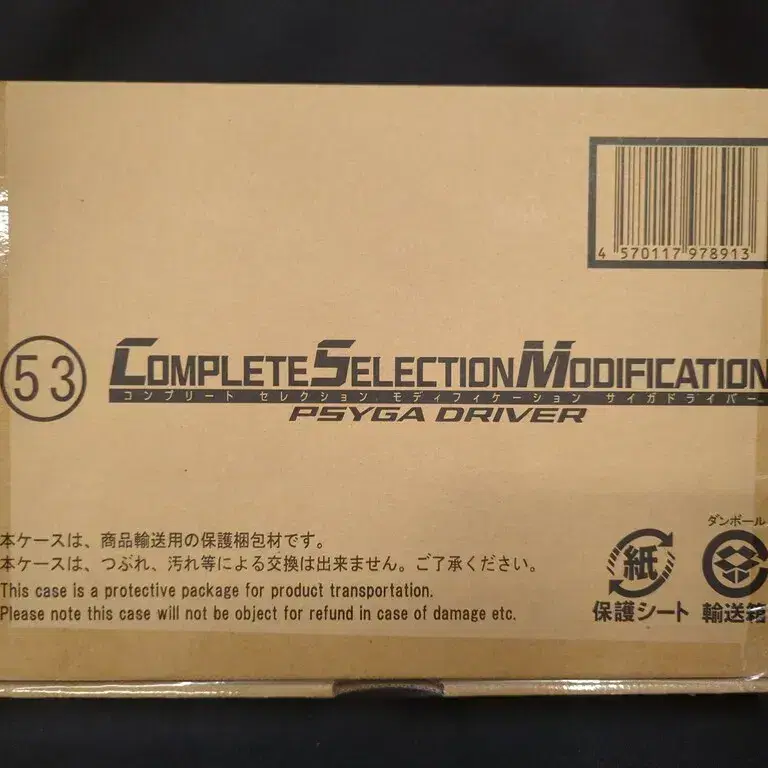 4 570117 978913
53
COMPLETE SELECTION MODIFICATION
コンプリート セレクション モディフィケーション サイガドライバー
PSYGA DRIVER
本ケースは、商品輸送用の保護梱包材です。
本ケースは、つぶれ、汚れ等による交換は出来ません。ご了承ください。
This case is a protective package for product transportation.
Please note this case will not be object for refund in case of damage etc.
紙
保護シート
ダンボール
輸送箱